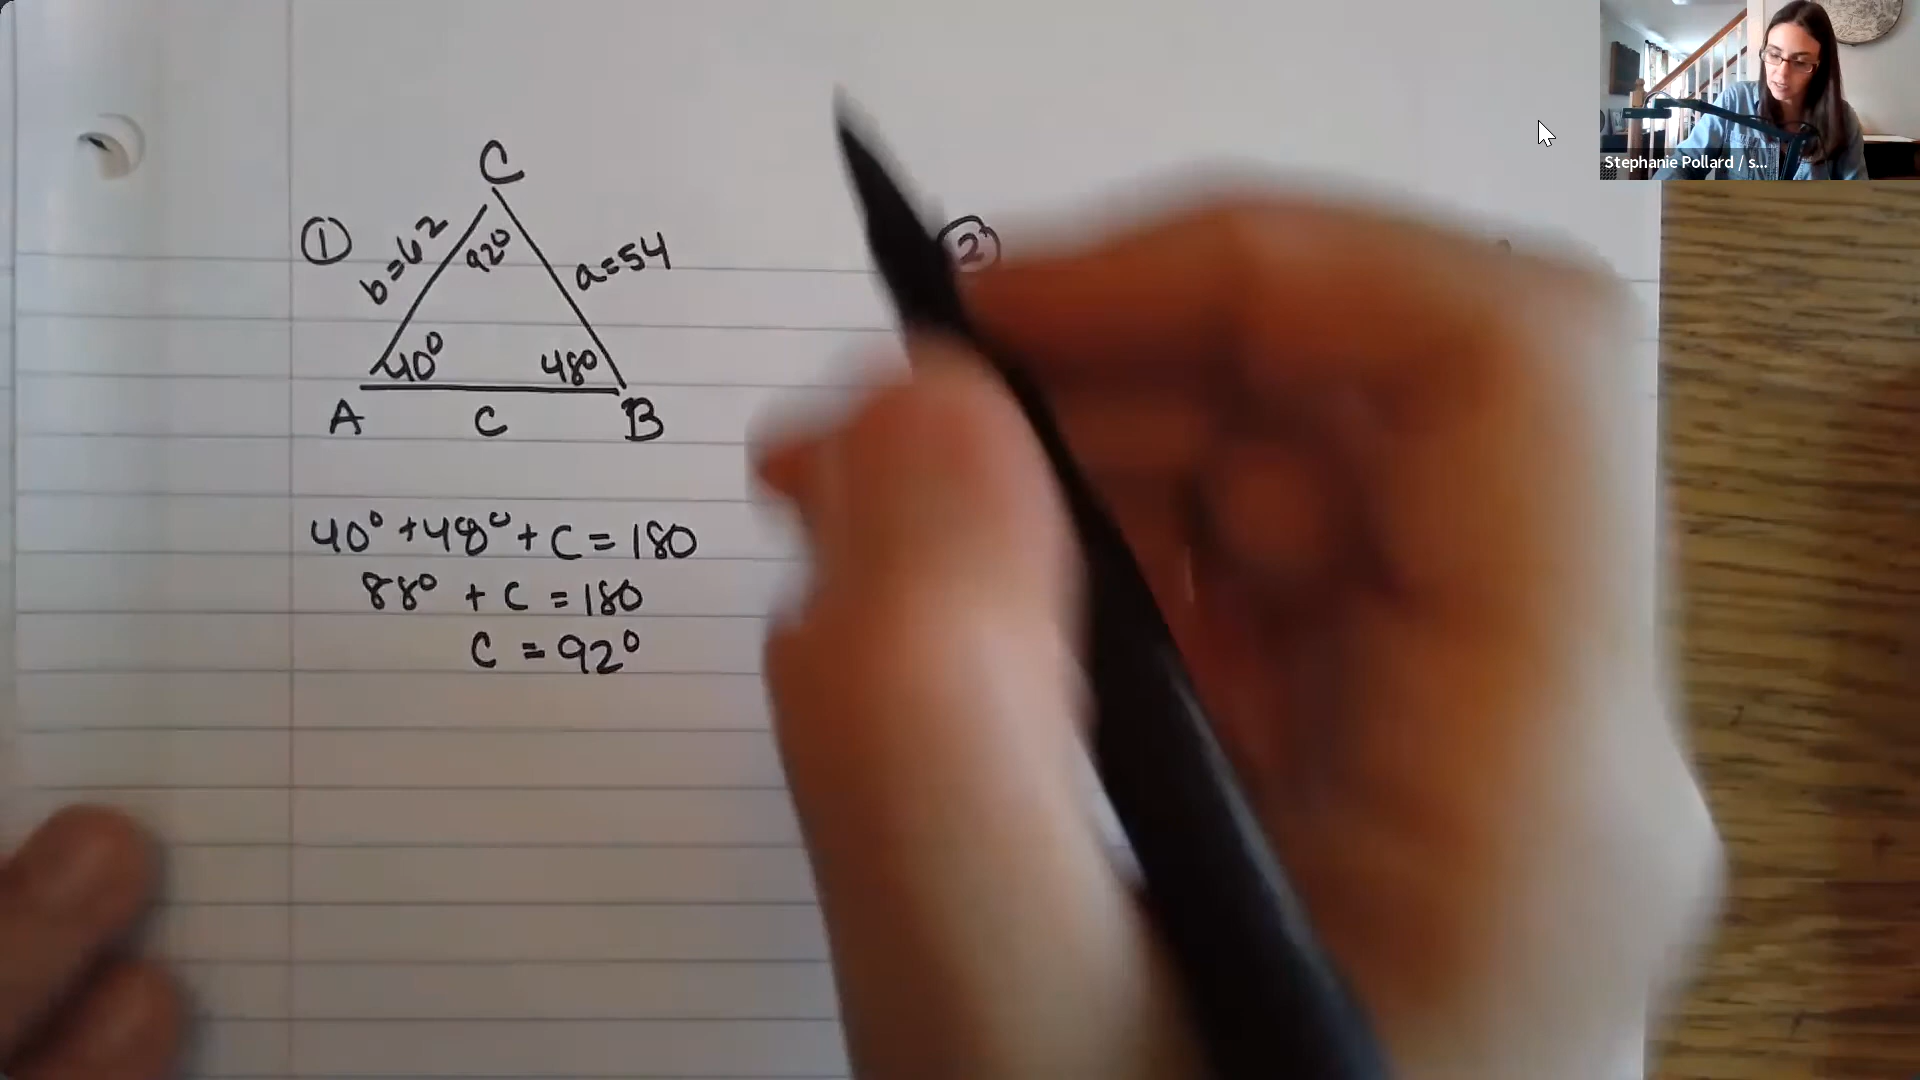 C
①
b=62
92°
a=54
②
40°
48°
A
C
B
40° +48° + C = 180
88° + C = 180
C = 92°
Stephanie Pollard / s...